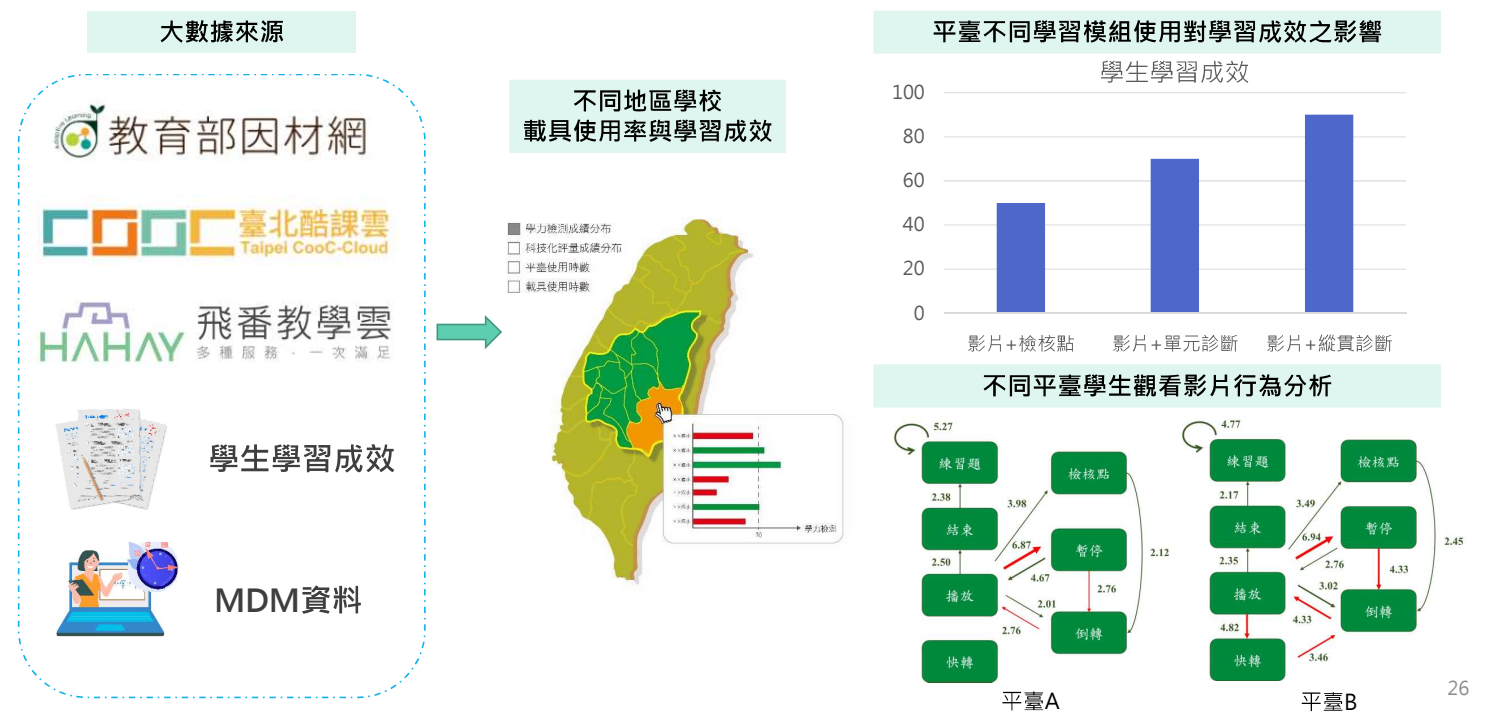 大數據來源
教育部因材網
Adaptive Learning
COOC
臺北酷課雲
Taipei CooC-Cloud
HAHAY
飛番教學雲
多種服務．一次滿足
學生學習成效
MDM資料
不同地區學校
載具使用率與學習成效
學力檢測成績分布
科技化評量成績分布
平臺使用時數
載具使用時數
學力檢測
平臺不同學習模組使用對學習成效之影響
學生學習成效
100
80
60
40
20
0
影片+檢核點
影片+單元診斷
影片+縱貫診斷
不同平臺學生觀看影片行為分析
5.27
練習題
檢核點
2.38
3.98
結束
6.87
暫停
2.50
4.67
2.12
播放
2.01
2.76
2.76
倒轉
快轉
平臺A
4.77
練習題
檢核點
2.17
3.49
結束
6.94
暫停
2.35
2.76
2.45
4.33
播放
3.02
4.33
倒轉
4.82
快轉
3.46
平臺B
26